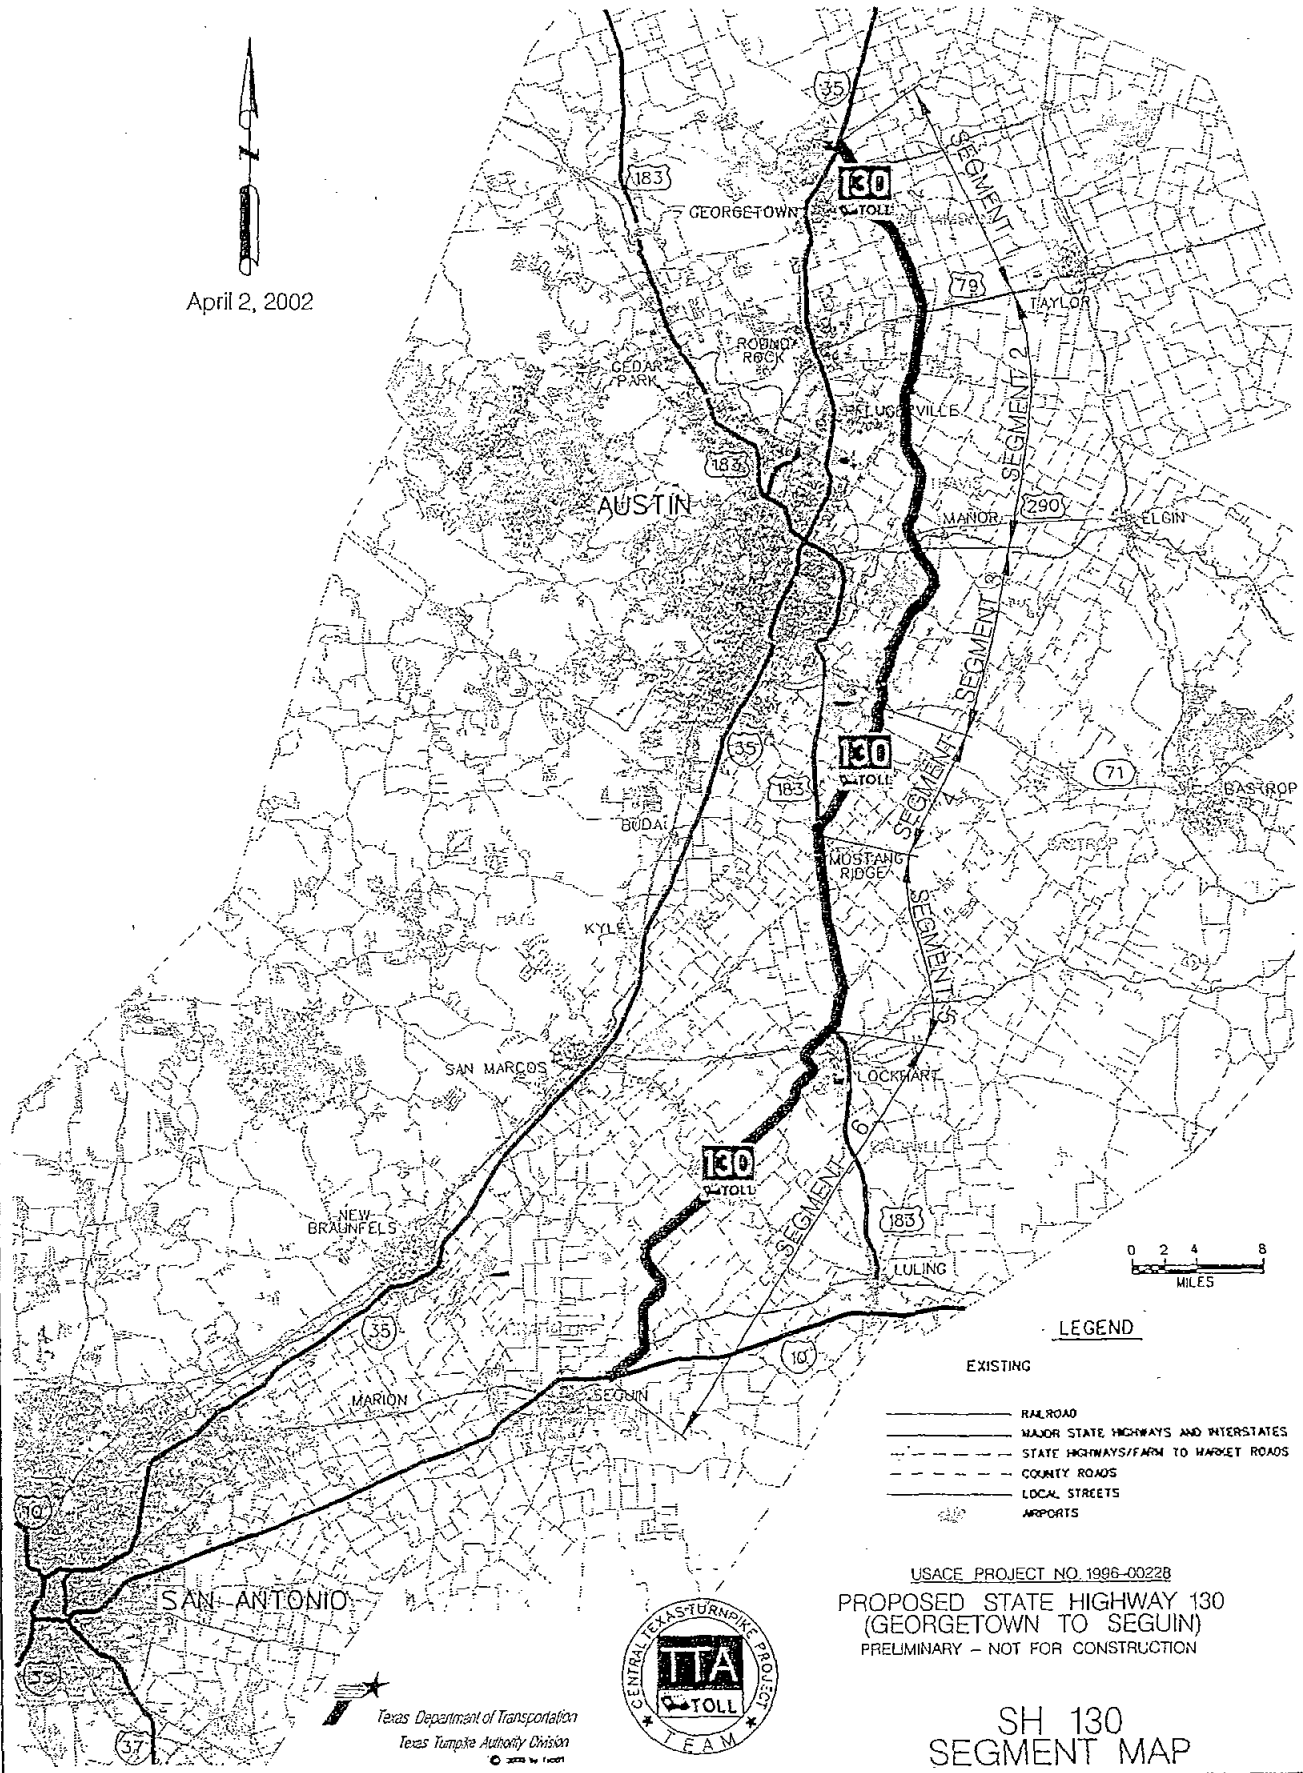 35
183
GEORGETOWN
130
TOLL
SEGMENT 1
April 2, 2002
79
TAYLOR
ROUND
ROCK
CEDAR
PARK
PFLUGERVILLE
SEGMENT 2
183
TRAVIS
AUSTIN
MANOR
290
ELGIN
SEGMENT 3
130
TOLL
35
183
SEGMENT 4
71
BASTROP
BUDA
MUSTANG
RIDGE
BASTROP
HAYS
KYLE
SEGMENT 5
SAN MARCOS
LOCKHART
130
TOLL
SEGMENT 6
NEW
BRAUNFELS
183
LULING
0 2 4 8
MILES
35
10
LEGEND
EXISTING
MARION
SEGUIN
RAILROAD
MAJOR STATE HIGHWAYS AND INTERSTATES
STATE HIGHWAYS/FARM TO MARKET ROADS
COUNTY ROADS
LOCAL STREETS
AIRPORTS
10
SAN ANTONIO
35
37
USACE PROJECT NO. 1996-00228
PROPOSED STATE HIGHWAY 130
(GEORGETOWN TO SEGUIN)
PRELIMINARY - NOT FOR CONSTRUCTION
CENTRAL TEXAS TURNPIKE PROJECT
TTA
TOLL
TEAM
Texas Department of Transportation
Texas Turnpike Authority Division
SH 130
SEGMENT MAP